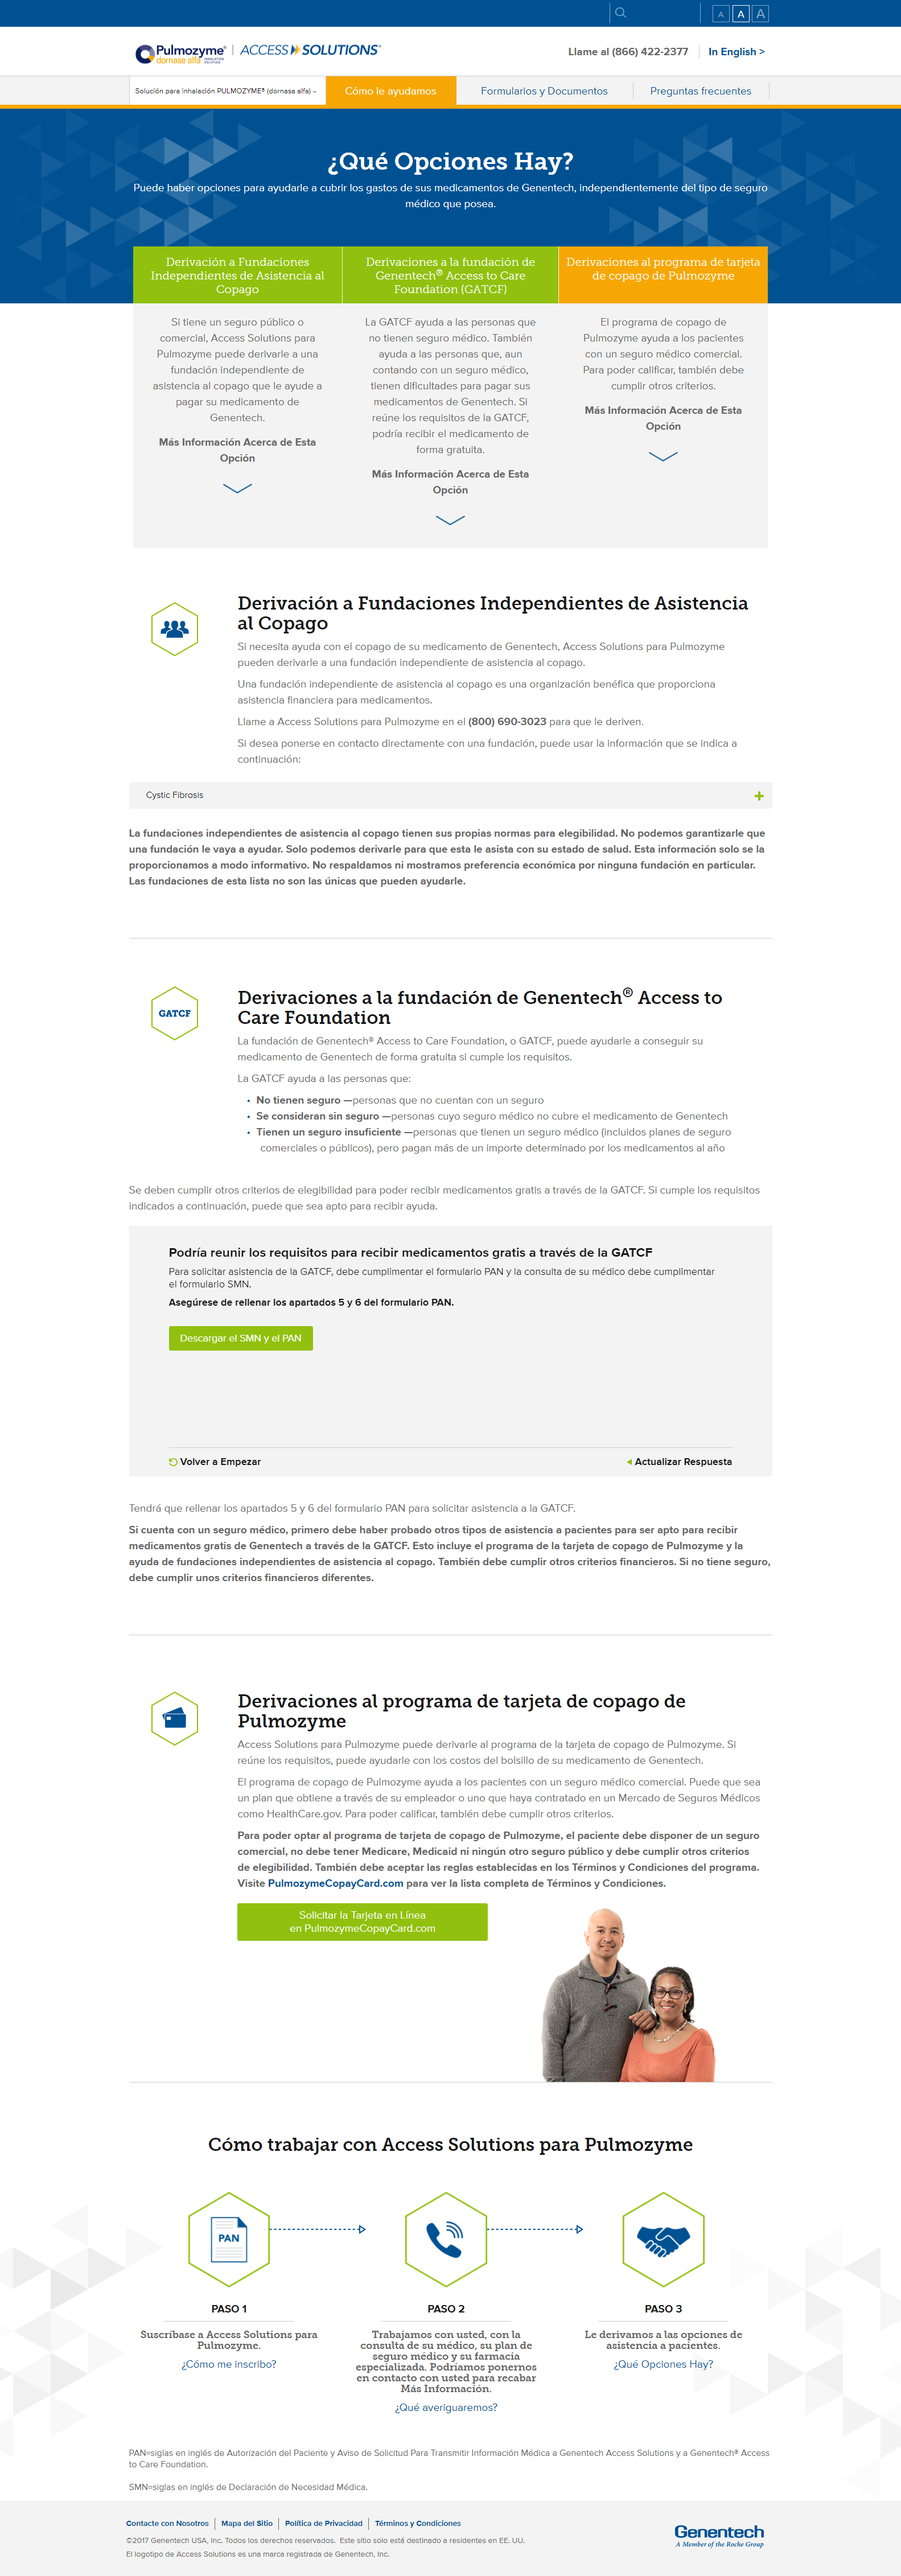 A A A
Pulmozyme® dornase alfa INHALATION SOLUTION | ACCESS SOLUTIONS®
Llame al (866) 422-2377
In English >
Solución para inhalación PULMOZYME® (dornasa alfa)
Cómo le ayudamos
Formularios y Documentos
Preguntas frecuentes
¿Qué Opciones Hay?
Puede haber opciones para ayudarle a cubrir los gastos de sus medicamentos de Genentech, independientemente del tipo de seguro
médico que posea.
Derivación a Fundaciones
Independientes de Asistencia al
Copago
Si tiene un seguro público o
comercial, Access Solutions para
Pulmozyme puede derivarle a una
fundación independiente de
asistencia al copago que le ayude a
pagar su medicamento de
Genentech.
Más Información Acerca de Esta
Opción
Derivaciones a la fundación de
Genentech® Access to Care
Foundation (GATCF)
La GATCF ayuda a las personas que
no tienen seguro médico. También
ayuda a las personas que, aun
contando con un seguro médico,
tienen dificultades para pagar sus
medicamentos de Genentech. Si
reúne los requisitos de la GATCF,
podría recibir el medicamento de
forma gratuita.
Más Información Acerca de Esta
Opción
Derivaciones al programa de tarjeta
de copago de Pulmozyme
El programa de copago de
Pulmozyme ayuda a los pacientes
con un seguro médico comercial.
Para poder calificar, también debe
cumplir otros criterios.
Más Información Acerca de Esta
Opción
Derivación a Fundaciones Independientes de Asistencia
al Copago
Si necesita ayuda con el copago de su medicamento de Genentech, Access Solutions para Pulmozyme
pueden derivarle a una fundación independiente de asistencia al copago.
Una fundación independiente de asistencia al copago es una organización benéfica que proporciona
asistencia financiera para medicamentos.
Llame a Access Solutions para Pulmozyme en el (800) 690-3023 para que le deriven.
Si desea ponerse en contacto directamente con una fundación, puede usar la información que se indica a
continuación:
Cystic Fibrosis
La fundaciones independientes de asistencia al copago tienen sus propias normas para elegibilidad. No podemos garantizarle que
una fundación le vaya a ayudar. Solo podemos derivarle para que esta le asista con su estado de salud. Esta información solo se la
proporcionamos a modo informativo. No respaldamos ni mostramos preferencia económica por ninguna fundación en particular.
Las fundaciones de esta lista no son las únicas que pueden ayudarle.
GATCF
Derivaciones a la fundación de Genentech® Access to
Care Foundation
La fundación de Genentech® Access to Care Foundation, o GATCF, puede ayudarle a conseguir su
medicamento de Genentech de forma gratuita si cumple los requisitos.
La GATCF ayuda a las personas que:
• No tienen seguro —personas que no cuentan con un seguro
• Se consideran sin seguro —personas cuyo seguro médico no cubre el medicamento de Genentech
• Tienen un seguro insuficiente —personas que tienen un seguro médico (incluidos planes de seguro
comerciales o públicos), pero pagan más de un importe determinado por los medicamentos al año
Se deben cumplir otros criterios de elegibilidad para poder recibir medicamentos gratis a través de la GATCF. Si cumple los requisitos
indicados a continuación, puede que sea apto para recibir ayuda.
Podría reunir los requisitos para recibir medicamentos gratis a través de la GATCF
Para solicitar asistencia de la GATCF, debe cumplimentar el formulario PAN y la consulta de su médico debe cumplimentar
el formulario SMN.
Asegúrese de rellenar los apartados 5 y 6 del formulario PAN.
Descargar el SMN y el PAN
Volver a Empezar
Actualizar Respuesta
Tendrá que rellenar los apartados 5 y 6 del formulario PAN para solicitar asistencia a la GATCF.
Si cuenta con un seguro médico, primero debe haber probado otros tipos de asistencia a pacientes para ser apto para recibir
medicamentos gratis de Genentech a través de la GATCF. Esto incluye el programa de la tarjeta de copago de Pulmozyme y la
ayuda de fundaciones independientes de asistencia al copago. También debe cumplir otros criterios financieros. Si no tiene seguro,
debe cumplir unos criterios financieros diferentes.
Derivaciones al programa de tarjeta de copago de
Pulmozyme
Access Solutions para Pulmozyme puede derivarle al programa de la tarjeta de copago de Pulmozyme. Si
reúne los requisitos, puede ayudarle con los costos del bolsillo de su medicamento de Genentech.
El programa de copago de Pulmozyme ayuda a los pacientes con un seguro médico comercial. Puede que sea
un plan que obtiene a través de su empleador o uno que haya contratado en un Mercado de Seguros Médicos
como HealthCare.gov. Para poder calificar, también debe cumplir otros criterios.
Para poder optar al programa de tarjeta de copago de Pulmozyme, el paciente debe disponer de un seguro
comercial, no debe tener Medicare, Medicaid ni ningún otro seguro público y debe cumplir otros criterios
de elegibilidad. También debe aceptar las reglas establecidas en los Términos y Condiciones del programa.
Visite PulmozymeCopayCard.com para ver la lista completa de Términos y Condiciones.
Solicitar la Tarjeta en Línea
en PulmozymeCopayCard.com
Cómo trabajar con Access Solutions para Pulmozyme
PAN
PASO 1
Suscríbase a Access Solutions para
Pulmozyme.
¿Cómo me inscribo?
PASO 2
Trabajamos con usted, con la
consulta de su médico, su plan de
seguro médico y su farmacia
especializada. Podríamos ponernos
en contacto con usted para recabar
Más Información.
¿Qué averiguaremos?
PASO 3
Le derivamos a las opciones de
asistencia a pacientes.
¿Qué Opciones Hay?
PAN=siglas en inglés de Autorización del Paciente y Aviso de Solicitud Para Transmitir Información Médica a Genentech Access Solutions y a Genentech® Access
to Care Foundation.
SMN=siglas en inglés de Declaración de Necesidad Médica.
Contacte con Nosotros | Mapa del Sitio | Política de Privacidad | Términos y Condiciones
©2017 Genentech USA, Inc. Todos los derechos reservados. Este sitio solo está destinado a residentes en EE. UU.
El logotipo de Access Solutions es una marca registrada de Genentech, Inc.
Genentech
A Member of the Roche Group